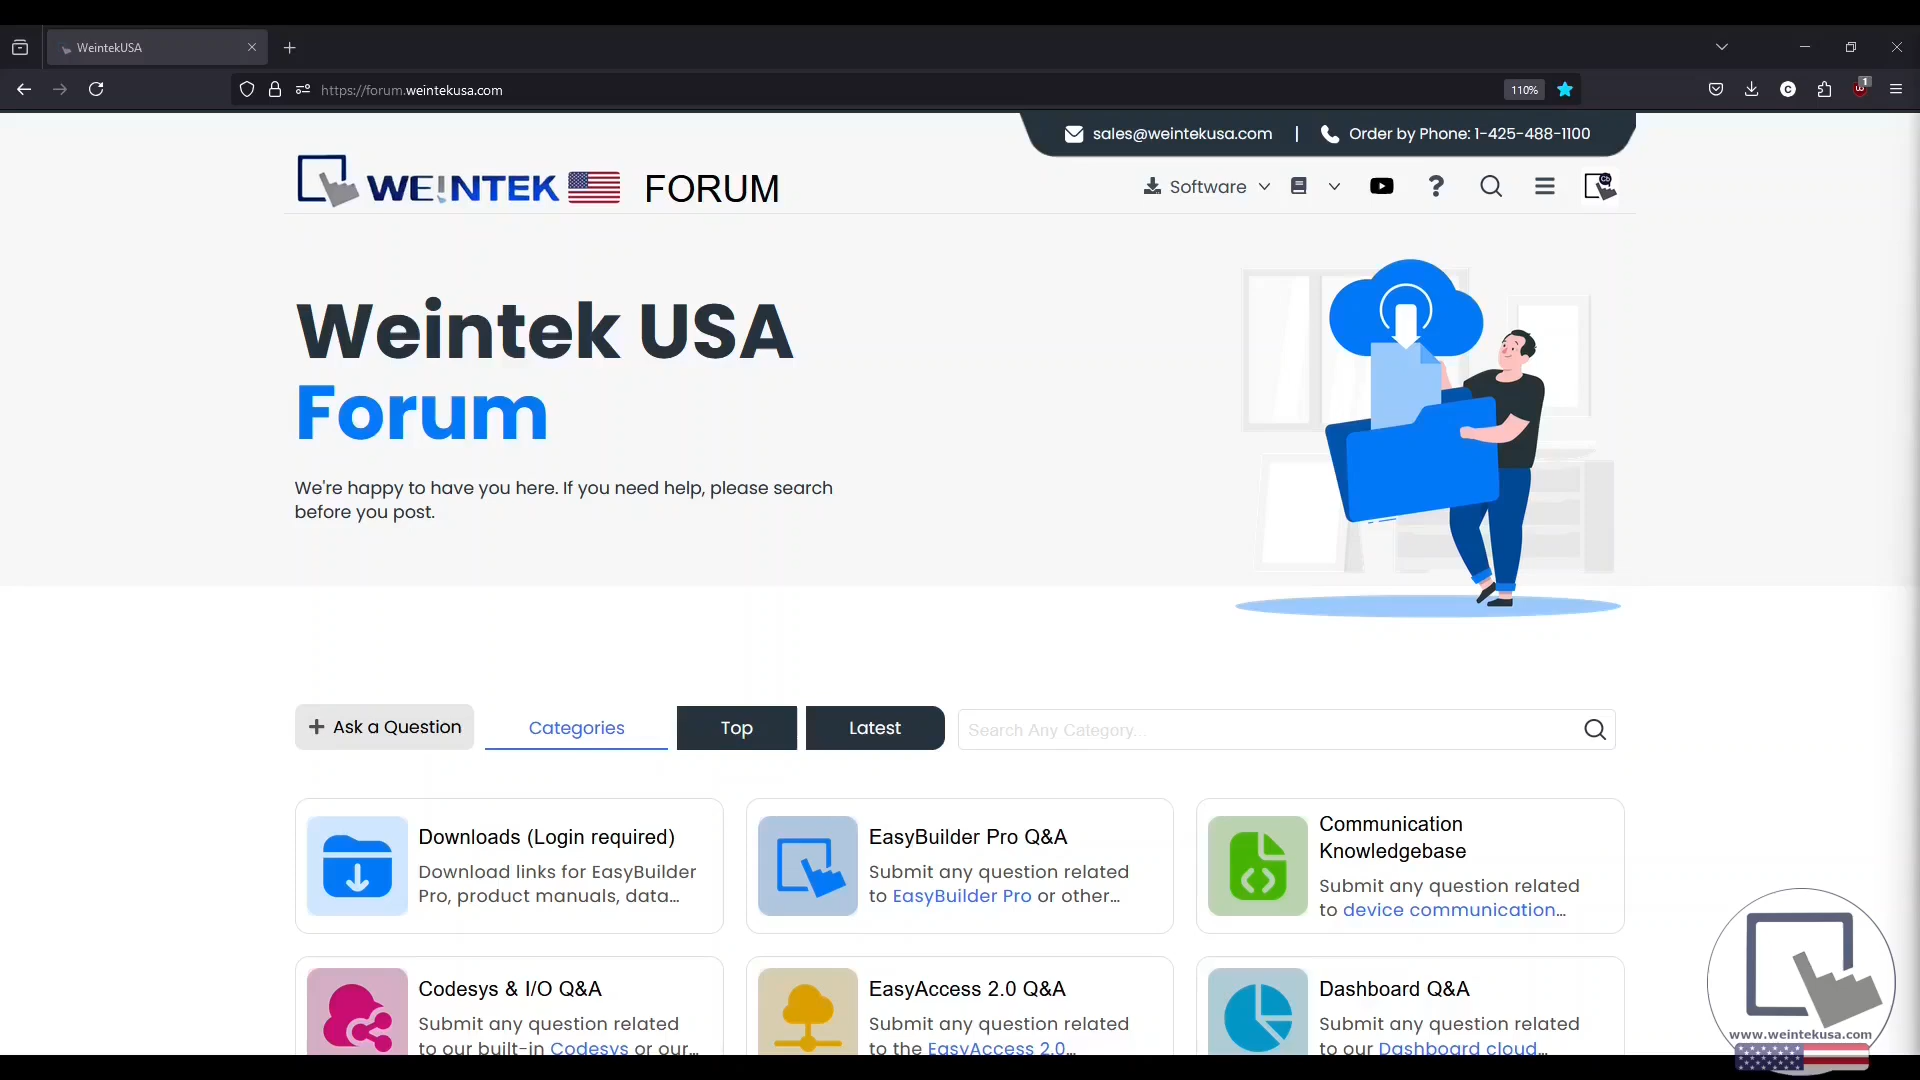 WeintekUSA
https://forum.weintekusa.com
110%
1
sales@weintekusa.com | Order by Phone: 1-425-488-1100
WEINTEK FORUM
Software
Weintek USA
Forum
We're happy to have you here. If you need help, please search
before you post.
Ask a Question
Categories
Top
Latest
Search Any Category...
Downloads (Login required)
Download links for EasyBuilder
Pro, product manuals, data...
EasyBuilder Pro Q&A
Submit any question related
to EasyBuilder Pro or other...
Communication
Knowledgebase
Submit any question related
to device communication...
Codesys & I/O Q&A
Submit any question related
to our built-in Codesys or our...
EasyAccess 2.0 Q&A
Submit any question related
to the EasyAccess 2.0...
Dashboard Q&A
Submit any question related
to our Dashboard cloud...
www.weintekusa.com